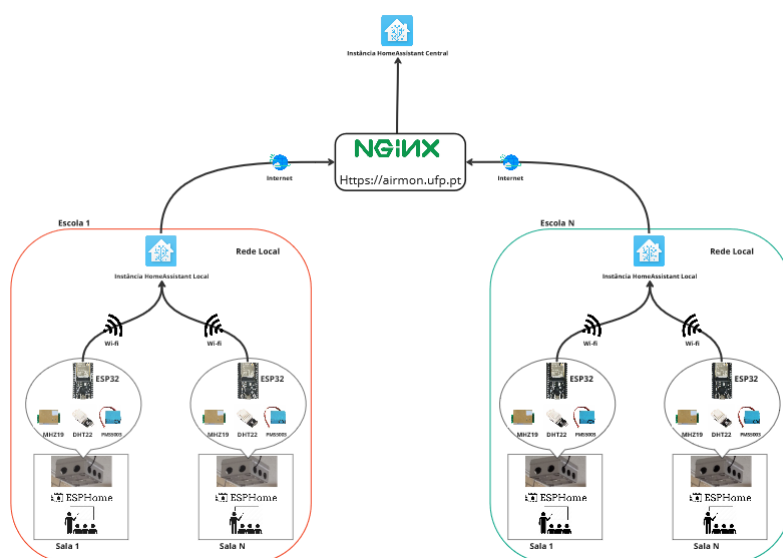 Instância HomeAssistant Central
NGINX
Https://airmon.ufp.pt
Internet
Internet
Escola 1
Rede Local
Instância HomeAssistant Local
Wi-fi
Wi-fi
ESP32
MHZ19
DHT22
PMS5003
ESPHome
Sala 1
ESP32
MHZ19
DHT22
PMS5003
ESPHome
Sala N
Escola N
Rede Local
Instância HomeAssistant Local
Wi-fi
Wi-fi
ESP32
MHZ19
DHT22
PMS5003
ESPHome
Sala 1
ESP32
MHZ19
DHT22
PMS5003
ESPHome
Sala N